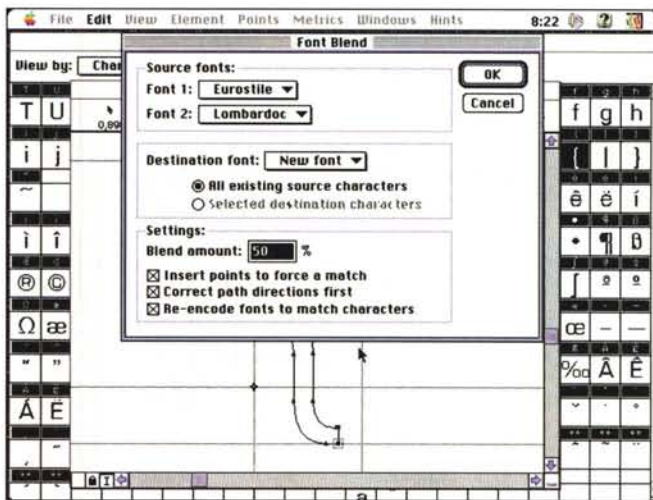 File Edit View Element Points Metrics Windows Hints 8:22
Font Blend
View by: Char
Source fonts:
Font 1: Eurostile
Font 2: Lombardoc
OK
Cancel
Destination font: New font
All existing source characters
Selected destination characters
Settings:
Blend amount: 50 %
Insert points to force a match
Correct path directions first
Re-encode fonts to match characters
T U
f g h
i j
{ | }
~
ê ë í
ì î
• ¶ ß
® ©
∫ ª º
Ω æ
œ – —
“ ”
‰ Â Ê
Á Ë